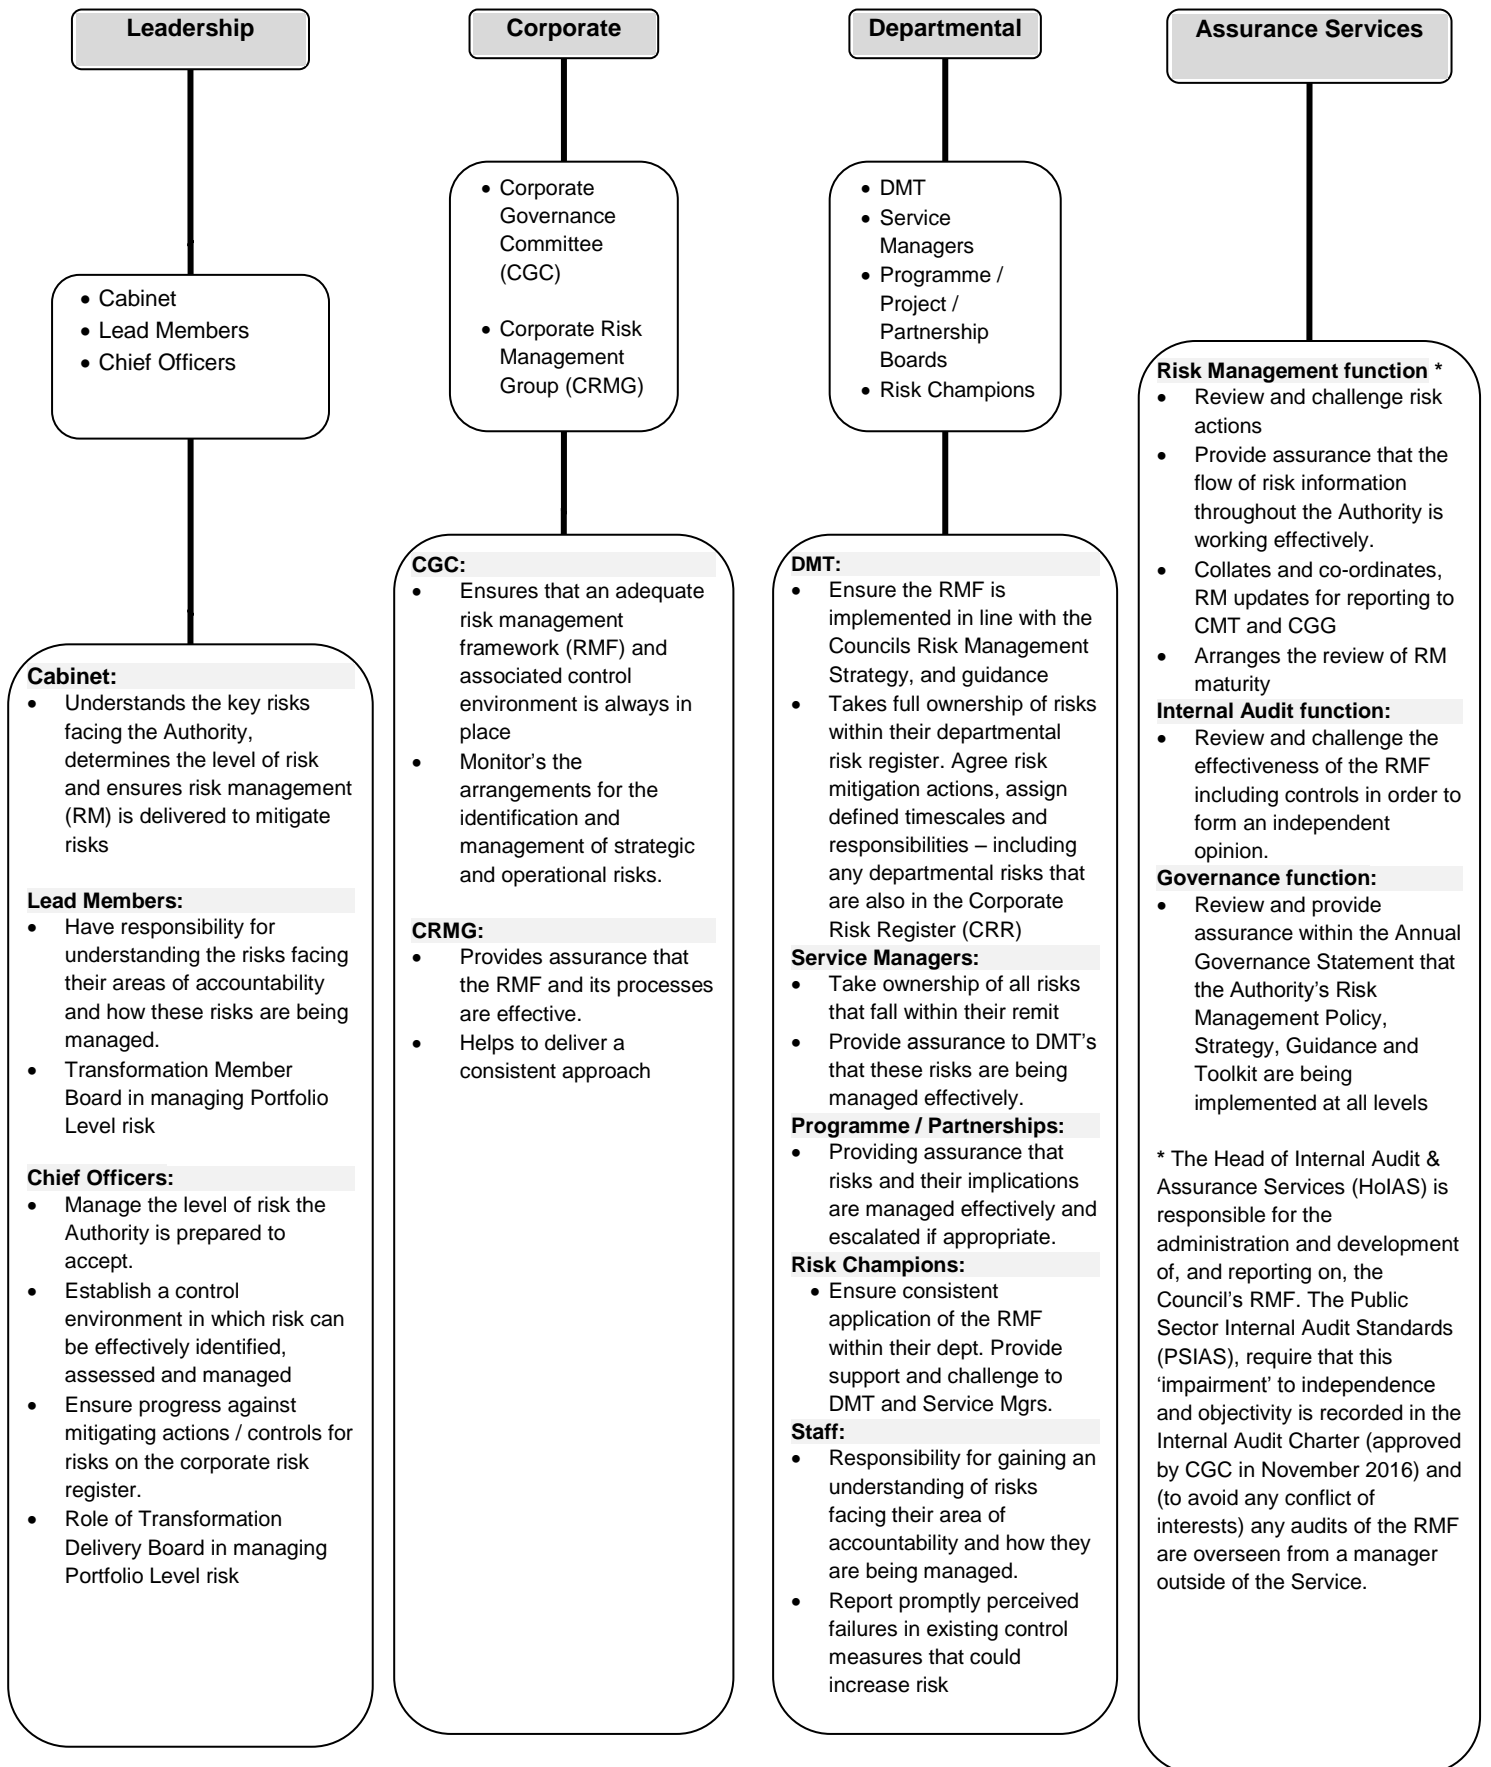 Leadership
Corporate
Departmental
Assurance Services
• Cabinet
• Lead Members
• Chief Officers
• Corporate
Governance
Committee
(CGC)
• Corporate Risk
Management
Group (CRMG)
• DMT
• Service
Managers
• Programme /
Project /
Partnership
Boards
• Risk Champions
Cabinet:
• Understands the key risks
facing the Authority,
determines the level of risk
and ensures risk management
(RM) is delivered to mitigate
risks
Lead Members:
• Have responsibility for
understanding the risks facing
their areas of accountability
and how these risks are being
managed.
• Transformation Member
Board in managing Portfolio
Level risk
Chief Officers:
• Manage the level of risk the
Authority is prepared to
accept.
• Establish a control
environment in which risk can
be effectively identified,
assessed and managed
• Ensure progress against
mitigating actions / controls for
risks on the corporate risk
register.
• Role of Transformation
Delivery Board in managing
Portfolio Level risk
CGC:
• Ensures that an adequate
risk management
framework (RMF) and
associated control
environment is always in
place
• Monitor's the
arrangements for the
identification and
management of strategic
and operational risks.
CRMG:
• Provides assurance that
the RMF and its processes
are effective.
• Helps to deliver a
consistent approach
DMT:
• Ensure the RMF is
implemented in line with the
Councils Risk Management
Strategy, and guidance
• Takes full ownership of risks
within their departmental
risk register. Agree risk
mitigation actions, assign
defined timescales and
responsibilities – including
any departmental risks that
are also in the Corporate
Risk Register (CRR)
Service Managers:
• Take ownership of all risks
that fall within their remit
• Provide assurance to DMT's
that these risks are being
managed effectively.
Programme / Partnerships:
• Providing assurance that
risks and their implications
are managed effectively and
escalated if appropriate.
Risk Champions:
• Ensure consistent
application of the RMF
within their dept. Provide
support and challenge to
DMT and Service Mgrs.
Staff:
• Responsibility for gaining an
understanding of risks
facing their area of
accountability and how they
are being managed.
• Report promptly perceived
failures in existing control
measures that could
increase risk
Risk Management function *
• Review and challenge risk
actions
• Provide assurance that the
flow of risk information
throughout the Authority is
working effectively.
• Collates and co-ordinates,
RM updates for reporting to
CMT and CGG
• Arranges the review of RM
maturity
Internal Audit function:
• Review and challenge the
effectiveness of the RMF
including controls in order to
form an independent
opinion.
Governance function:
• Review and provide
assurance within the Annual
Governance Statement that
the Authority's Risk
Management Policy,
Strategy, Guidance and
Toolkit are being
implemented at all levels
* The Head of Internal Audit &
Assurance Services (HoIAS) is
responsible for the
administration and development
of, and reporting on, the
Council's RMF. The Public
Sector Internal Audit Standards
(PSIAS), require that this
‘impairment’ to independence
and objectivity is recorded in the
Internal Audit Charter (approved
by CGC in November 2016) and
(to avoid any conflict of
interests) any audits of the RMF
are overseen from a manager
outside of the Service.